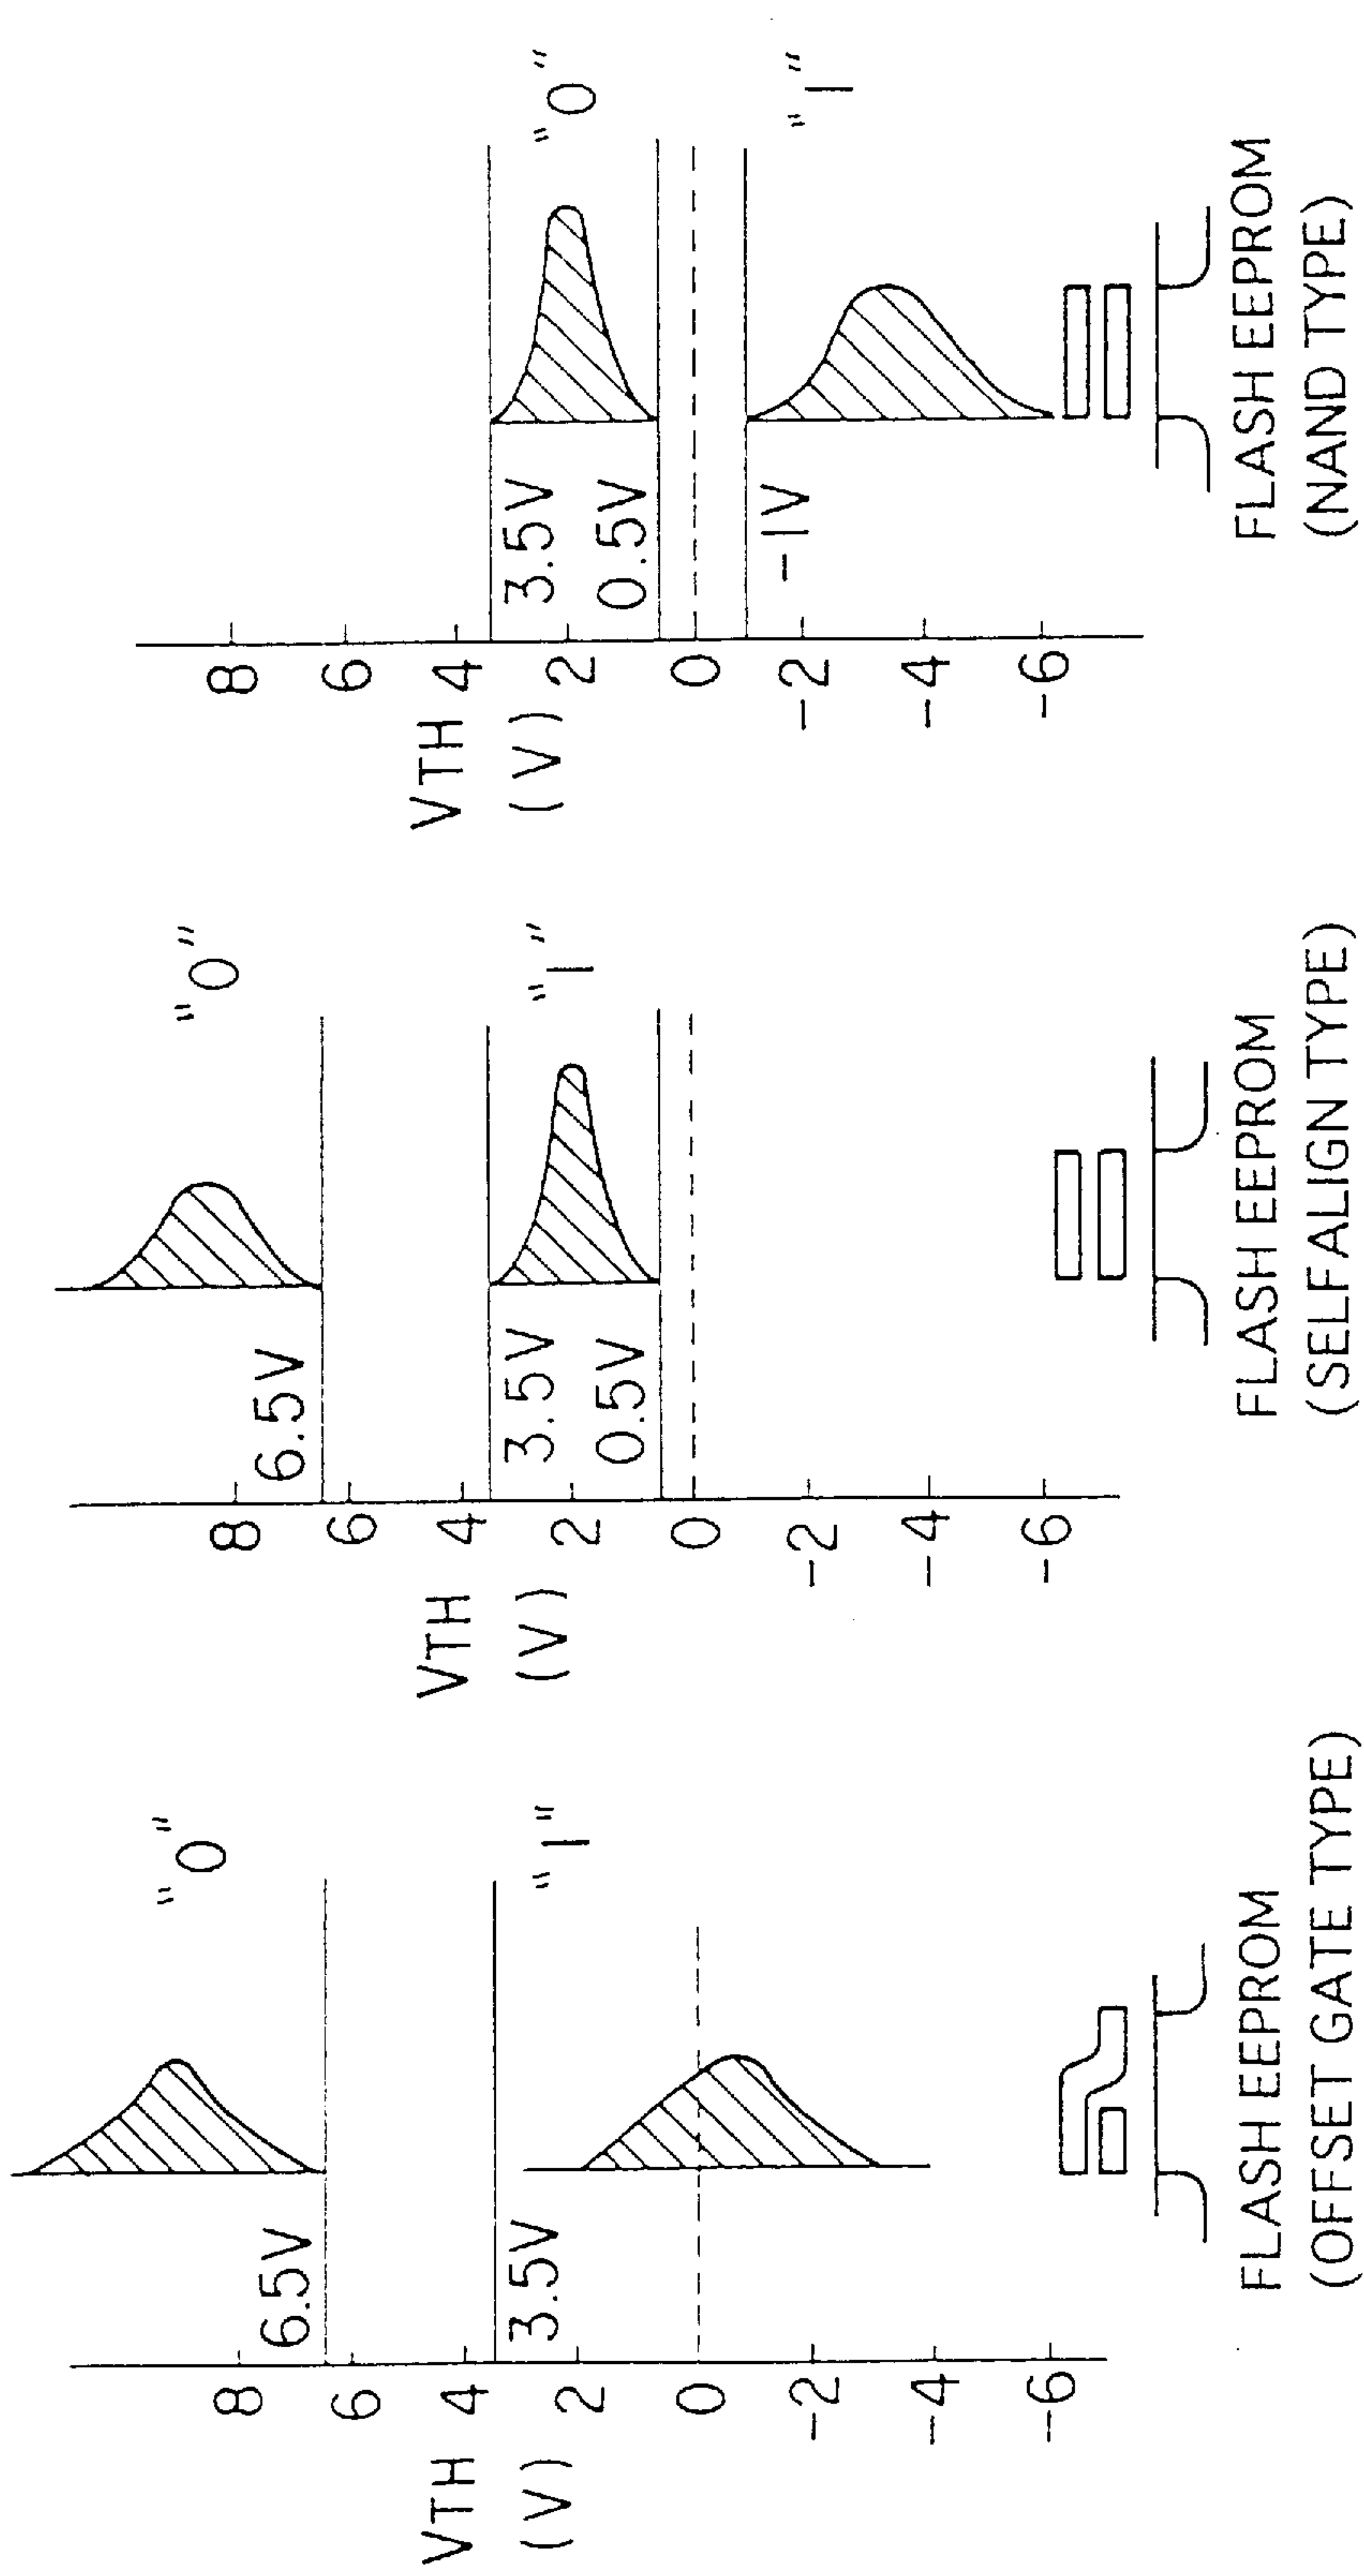 VTH
(V)
8
6
4
2
0
-2
-4
-6
6.5V
3.5V
"0"
"1"
FLASH EEPROM
(OFFSET GATE TYPE)
VTH
(V)
8
6
4
2
0
-2
-4
-6
6.5V
3.5V
0.5V
"0"
"1"
FLASH EEPROM
(SELFALIGN TYPE)
VTH
(V)
8
6
4
2
0
-2
-4
-6
3.5V
0.5V
-1V
"0"
"1"
FLASH EEPROM
(NAND TYPE)